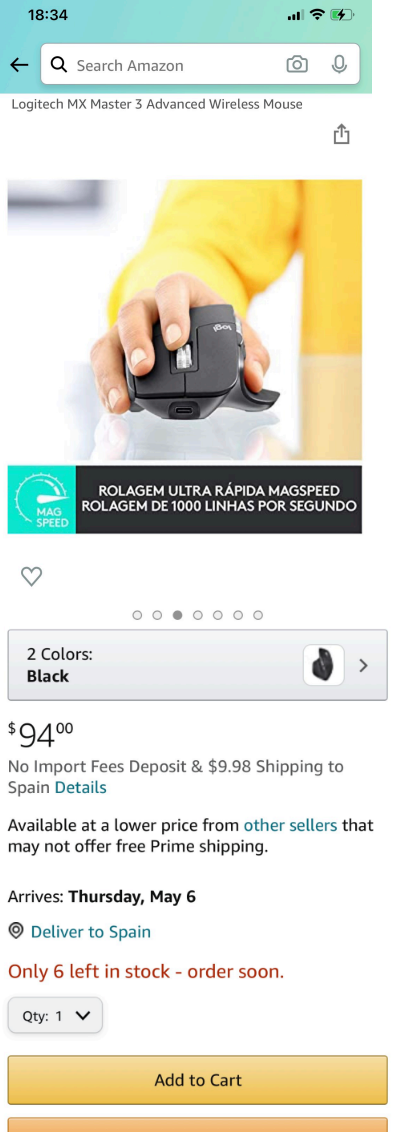 18:34
Search Amazon
Logitech MX Master 3 Advanced Wireless Mouse
logi
MAG
SPEED
ROLAGEM ULTRA RÁPIDA MAGSPEED
ROLAGEM DE 1000 LINHAS POR SEGUNDO
2 Colors:
Black
$9400
No Import Fees Deposit & $9.98 Shipping to
Spain Details
Available at a lower price from other sellers that
may not offer free Prime shipping.
Arrives: Thursday, May 6
Deliver to Spain
Only 6 left in stock - order soon.
Qty: 1
Add to Cart